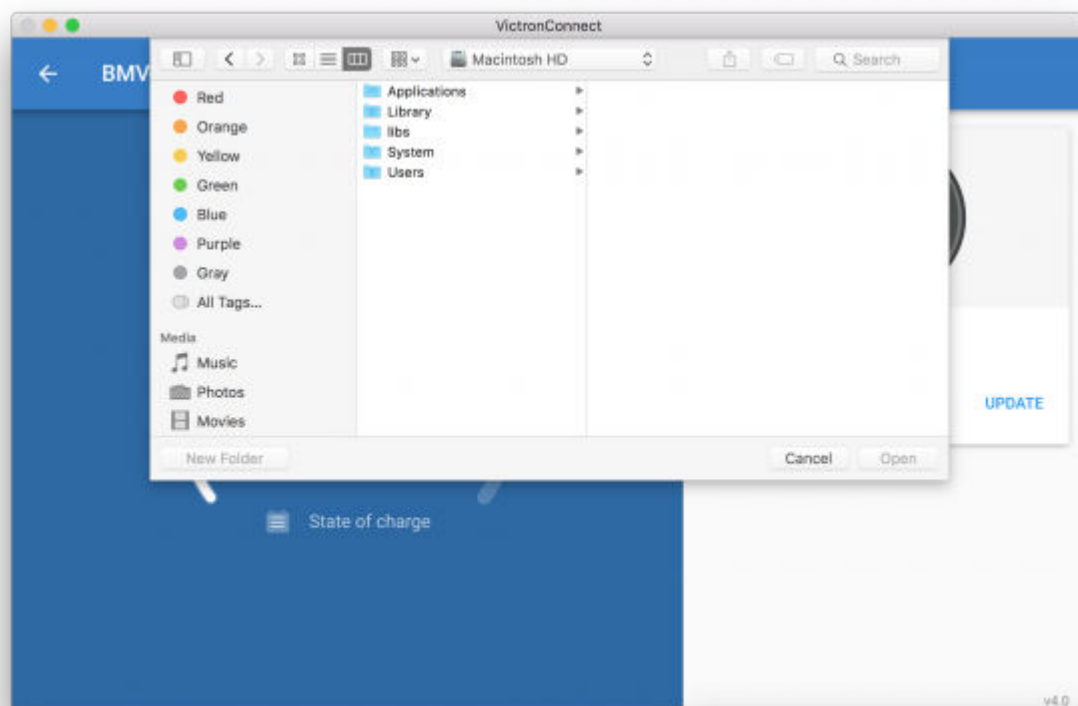 VictronConnect
BMV
Macintosh HD
Search
Red
Orange
Yellow
Green
Blue
Purple
Gray
All Tags...
Media
Music
Photos
Movies
Applications
Library
libs
System
Users
New Folder
Cancel
Open
UPDATE
State of charge
v4.0